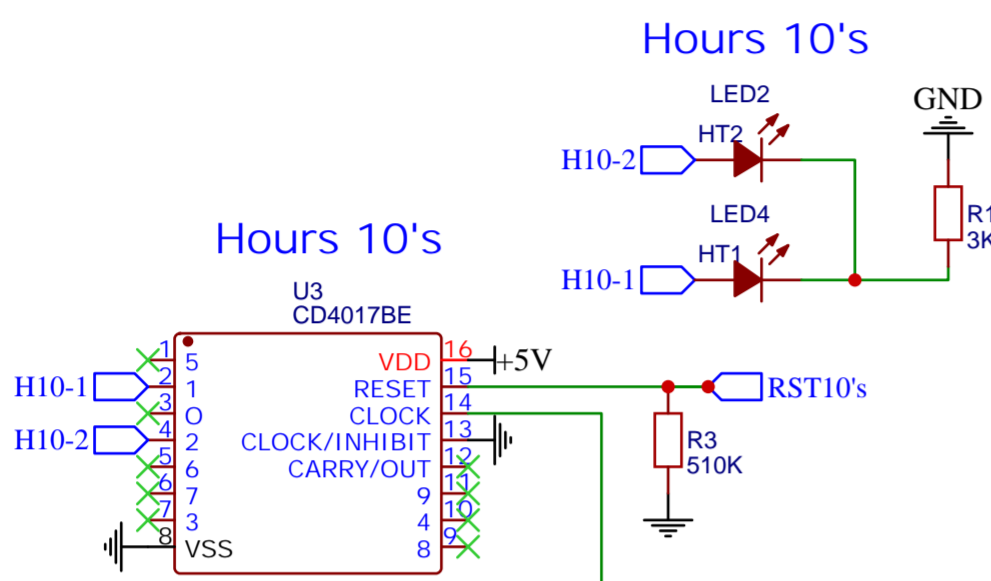 Hours 10's
LED2
GND
HT2
H10-2
LED4
R1
3K
HT1
H10-1
Hours 10's
U3
CD4017BE
1 5 VDD 16 +5V
H10-1 2 1 RESET 15 RST10's
3 O CLOCK 14
H10-2 4 2 CLOCK/INHIBIT 13
R3
510K
5 6 CARRY/OUT 12
6 7 9 11
7 3 4 10
8 VSS 8 9